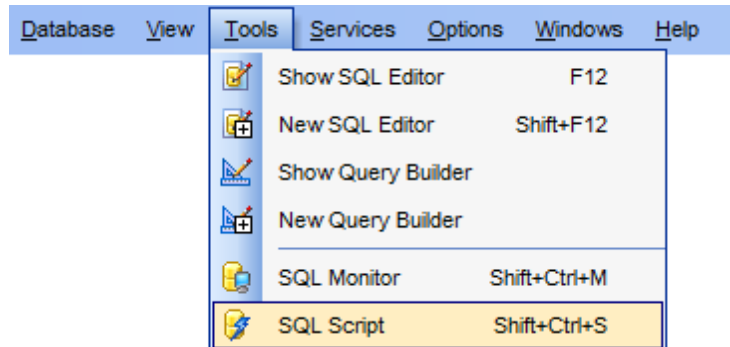 Database View Tools Services Options Windows Help
Show SQL Editor F12
New SQL Editor Shift+F12
Show Query Builder
New Query Builder
SQL Monitor Shift+Ctrl+M
SQL Script Shift+Ctrl+S